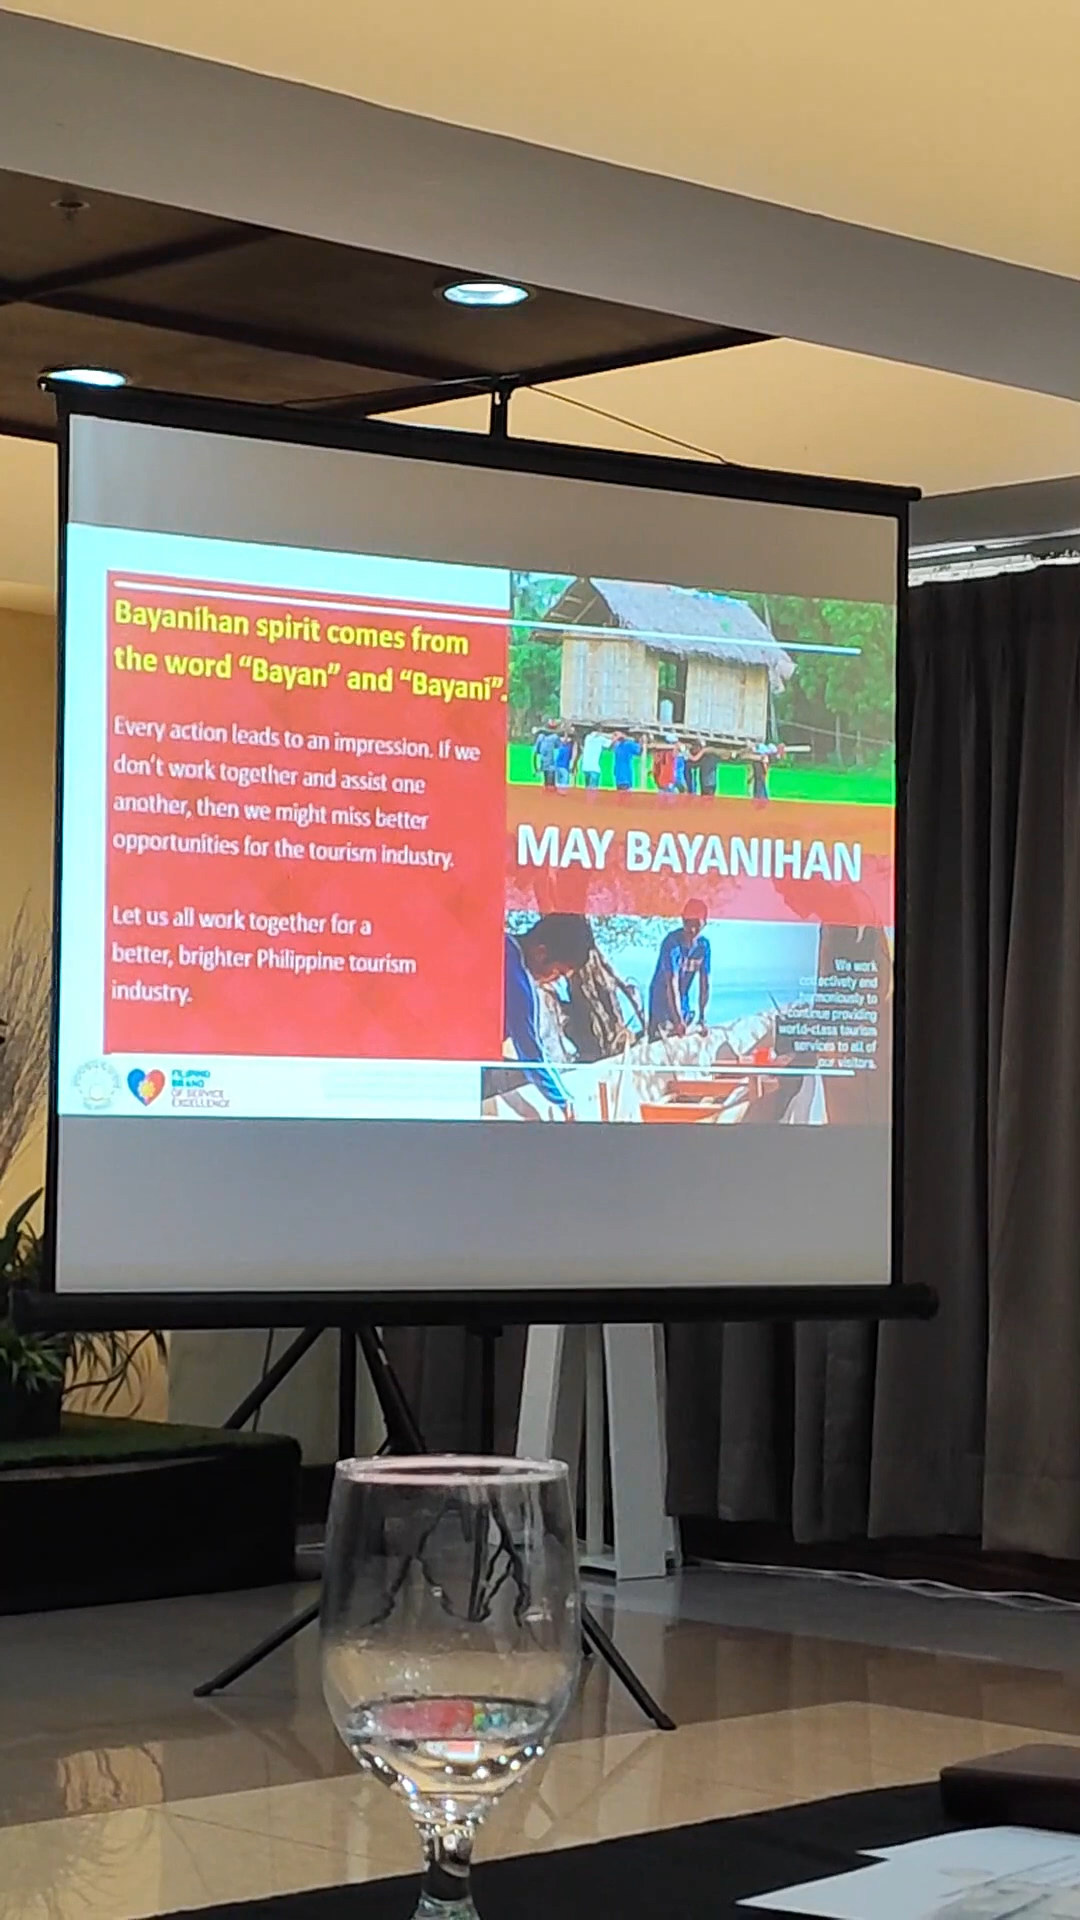 Bayanihan spirit comes from
the word “Bayan” and “Bayani”.
Every action leads to an impression. If we
don't work together and assist one
another, then we might miss better
opportunities for the tourism industry.
Let us all work together for a
better, brighter Philippine tourism
industry.
FILIPINO
BRAND
OF SERVICE
EXCELLENCE
MAY BAYANIHAN
We work
collectively and
harmoniously to
continue providing
world-class tourism
services to all of
our visitors.